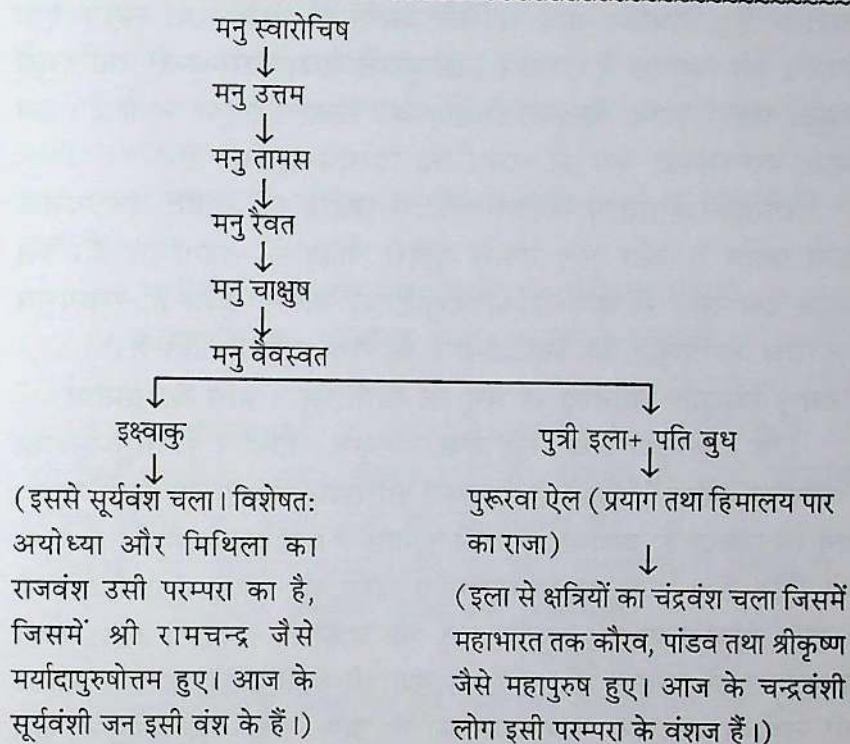 मनु स्वारोचिष
↓
मनु उत्तम
↓
मनु तामस
↓
मनु रैवत
↓
मनु चाक्षुष
↓
मनु वैवस्वत
इक्ष्वाकु
↓
(इससे सूर्यवंश चला। विशेषत:
अयोध्या और मिथिला का
राजवंश उसी परम्परा का है,
जिसमें श्री रामचन्द्र जैसे
मर्यादापुरुषोत्तम हुए। आज के
सूर्यवंशी जन इसी वंश के हैं।)
पुत्री इला+ पति बुध
↓
पुरूरवा ऐल (प्रयाग तथा हिमालय पार
का राजा)
↓
(इला से क्षत्रियों का चंद्रवंश चला जिसमें
महाभारत तक कौरव, पांडव तथा श्रीकृष्ण
जैसे महापुरुष हुए। आज के चन्द्रवंशी
लोग इसी परम्परा के वंशज हैं।)